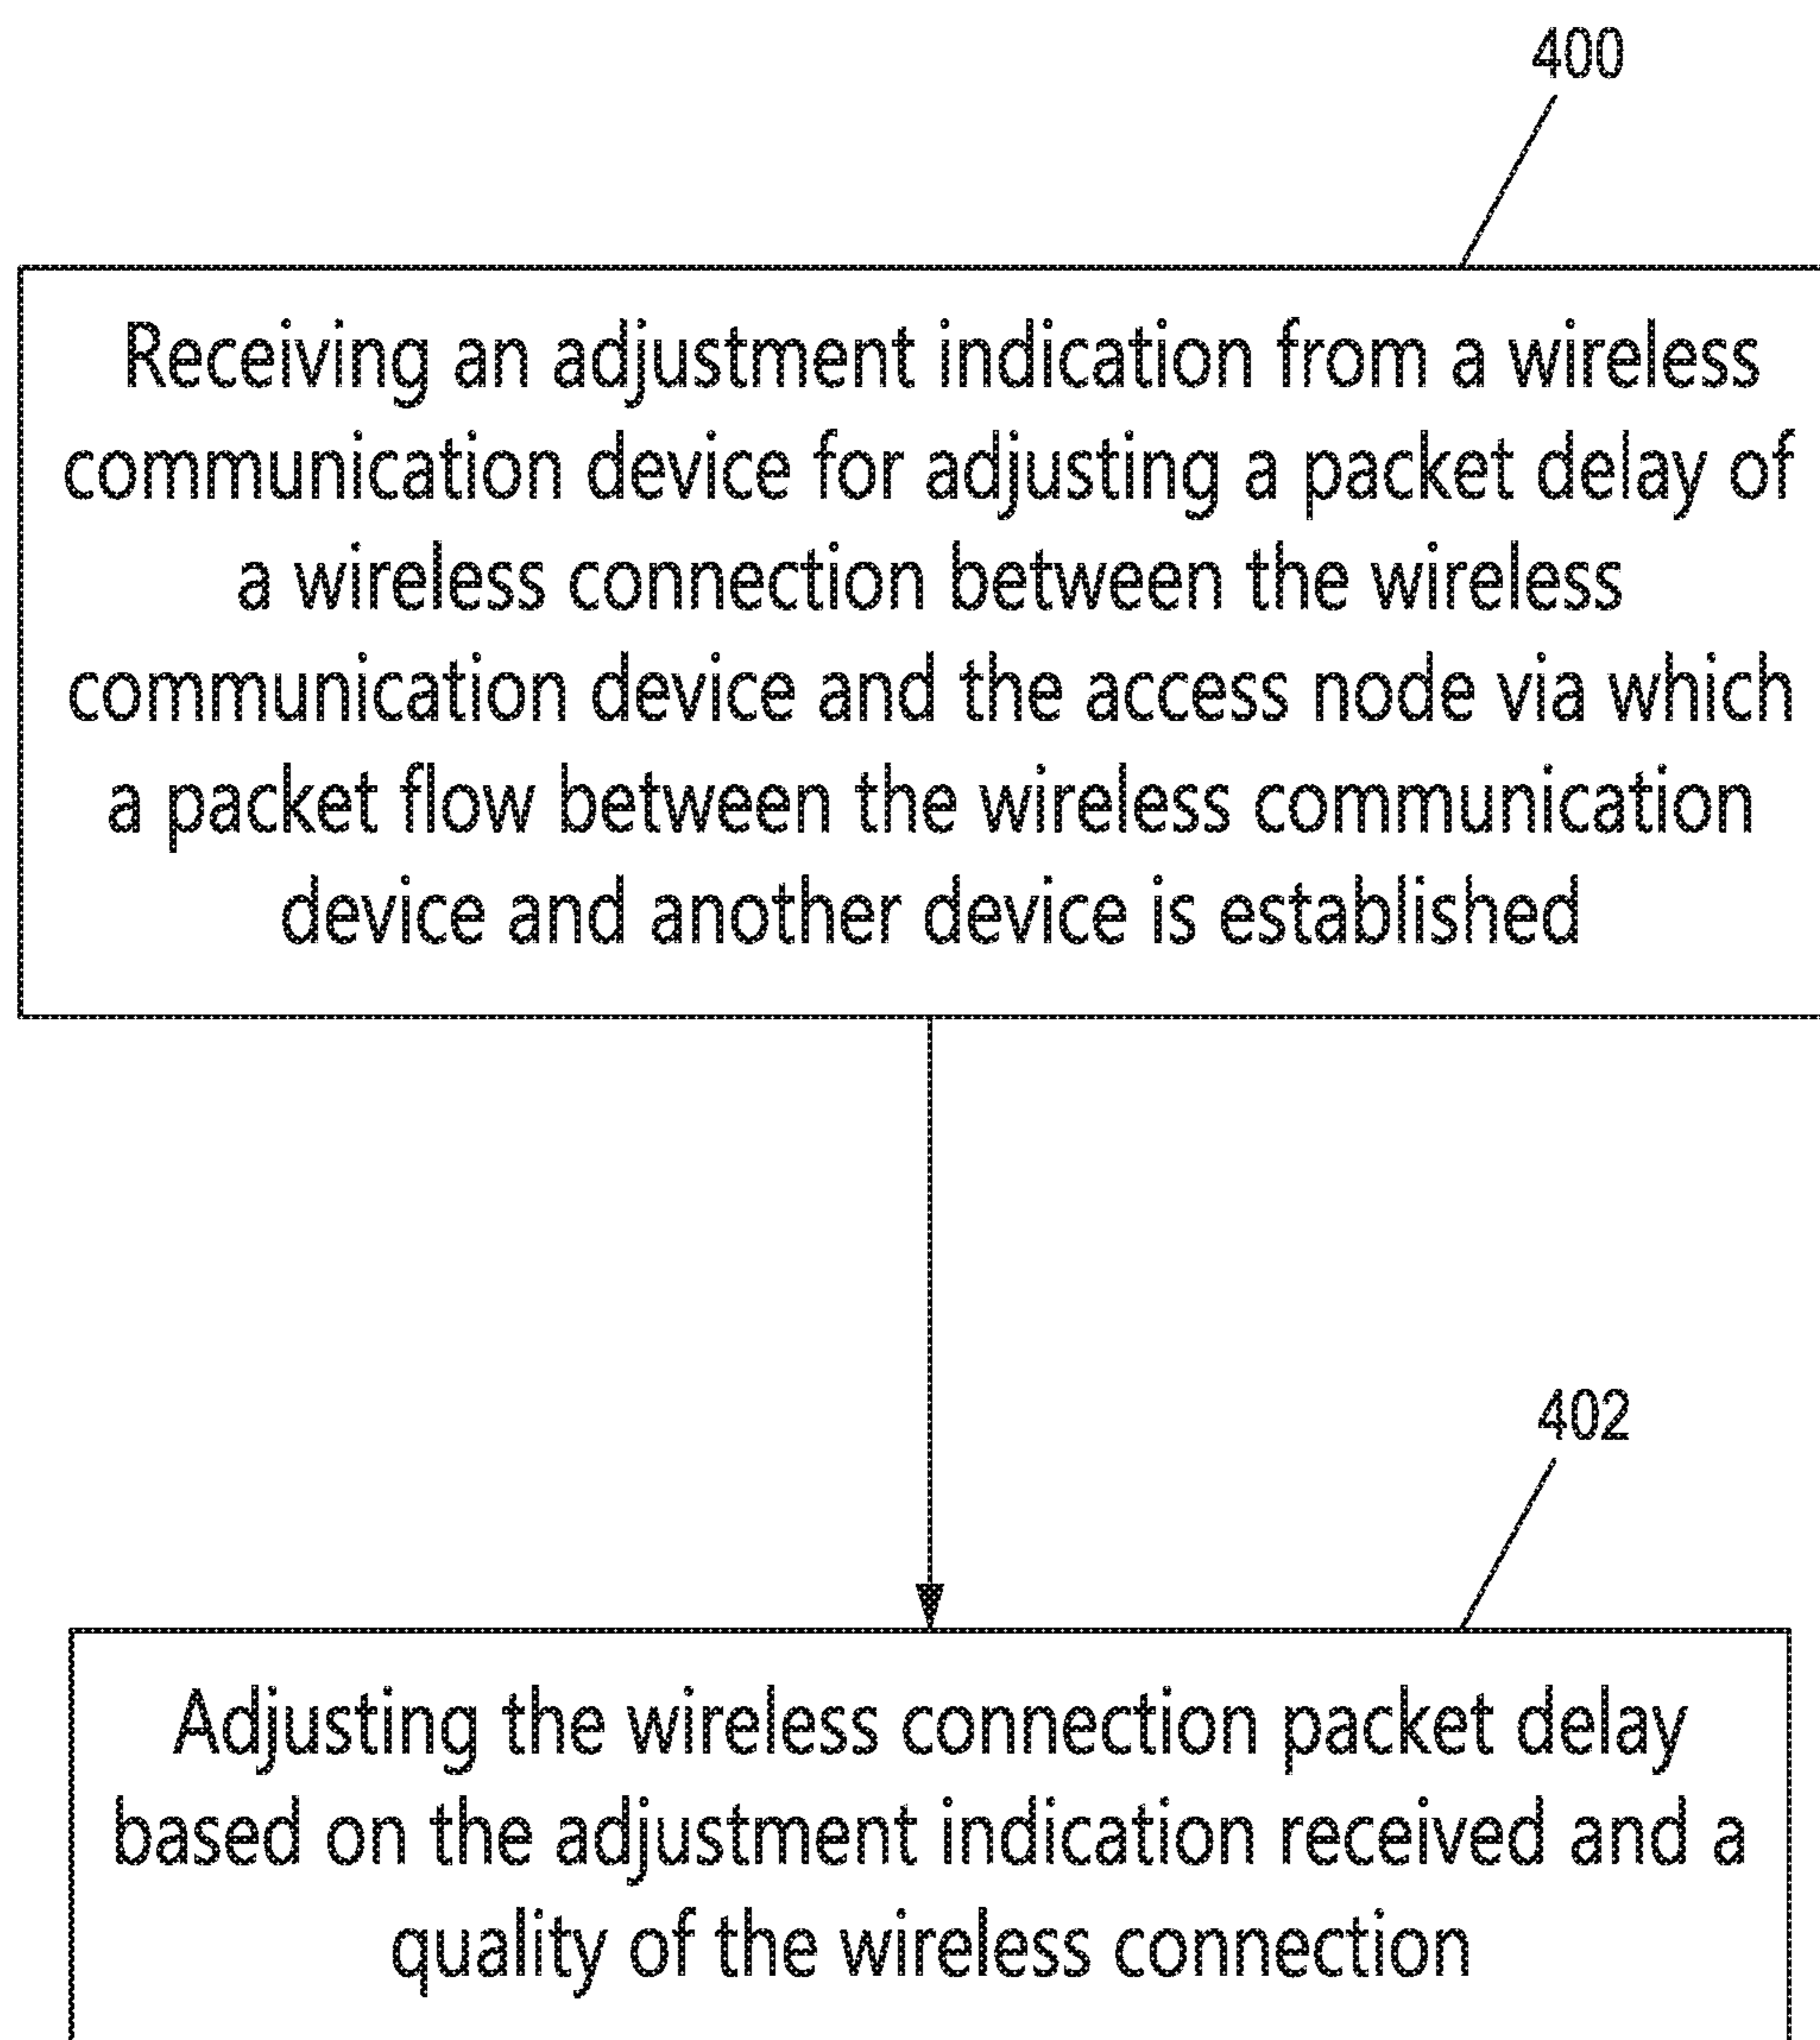 400
Receiving an adjustment indication from a wireless
communication device for adjusting a packet delay of
a wireless connection between the wireless
communication device and the access node via which
a packet flow between the wireless communication
device and another device is established
402
Adjusting the wireless connection packet delay
based on the adjustment indication received and a
quality of the wireless connection